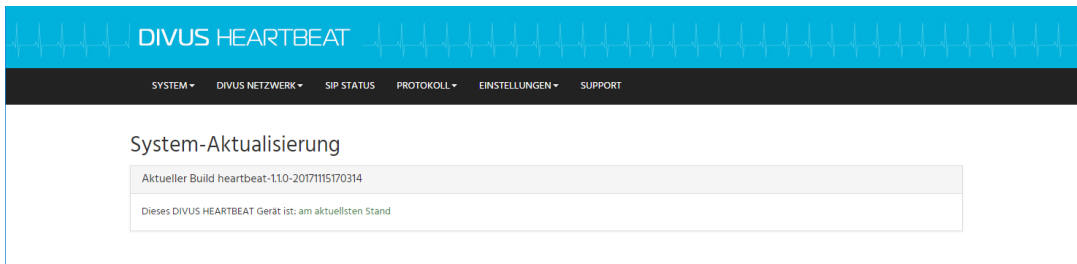 DIVUS HEARTBEAT
SYSTEM DIVUS NETZWERK SIP STATUS PROTOKOLL EINSTELLUNGEN SUPPORT
System-Aktualisierung
Aktueller Build heartbeat-1.1.0-20171115170314
Dieses DIVUS HEARTBEAT Gerät ist: am aktuellsten Stand